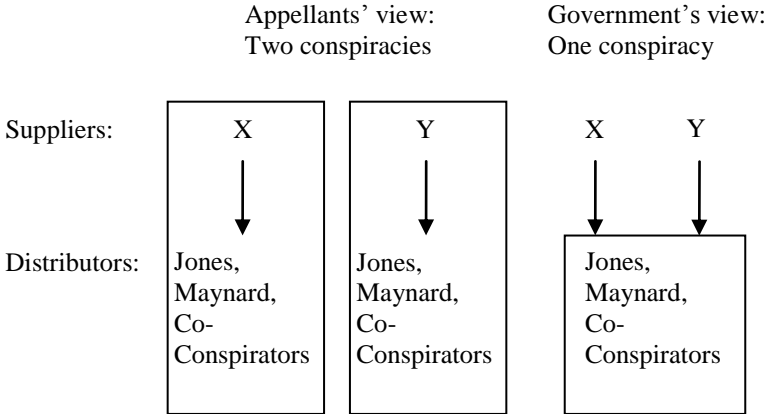 Appellants’ view: Government’s view:
Two conspiracies One conspiracy
Suppliers: X Y X Y
Distributors: Jones, Jones, Jones,
Maynard, Maynard, Maynard,
Co- Co- Co-
Conspirators Conspirators Conspirators